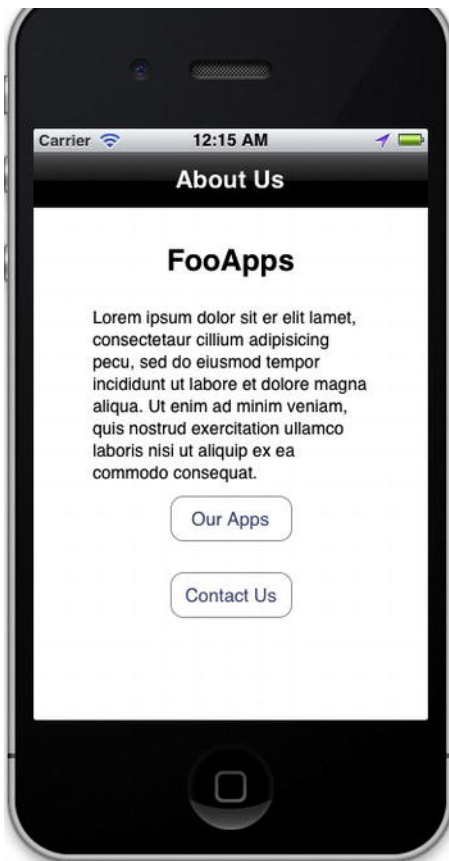 Carrier 12:15 AM
About Us
FooApps
Lorem ipsum dolor sit er elit lamet,
consectetaur cillium adipisicing
pecu, sed do eiusmod tempor
incididunt ut labore et dolore magna
aliqua. Ut enim ad minim veniam,
quis nostrud exercitation ullamco
laboris nisi ut aliquip ex ea
commodo consequat.
Our Apps
Contact Us